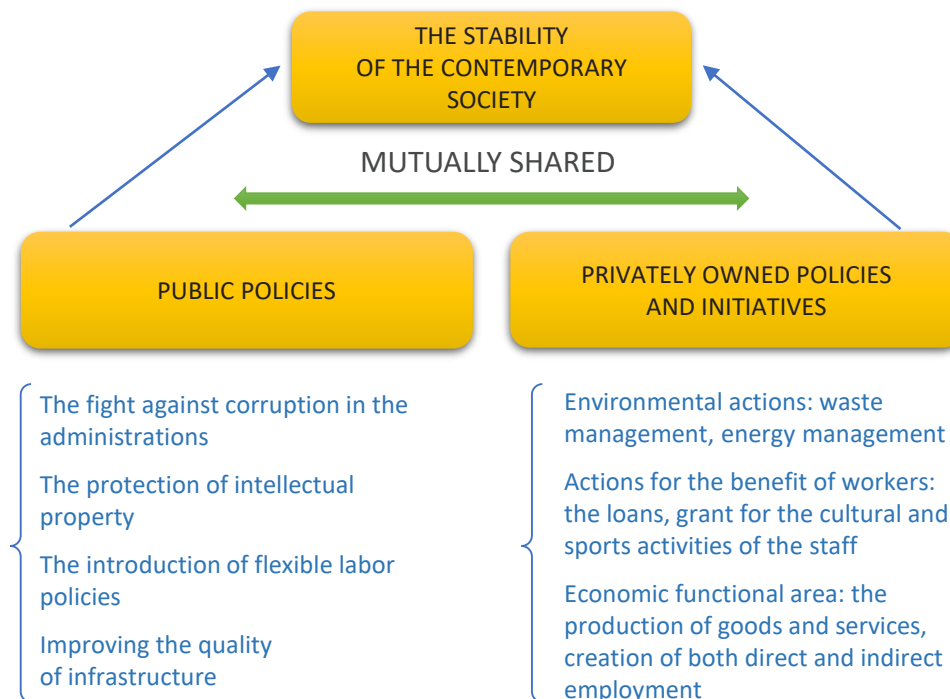 THE STABILITY
OF THE CONTEMPORARY
SOCIETY
MUTUALLY SHARED
PUBLIC POLICIES
PRIVATELY OWNED POLICIES
AND INITIATIVES
The fight against corruption in the
administrations
The protection of intellectual
property
The introduction of flexible labor
policies
Improving the quality
of infrastructure
Environmental actions: waste
management, energy management
Actions for the benefit of workers:
the loans, grant for the cultural and
sports activities of the staff
Economic functional area: the
production of goods and services,
creation of both direct and indirect
employment